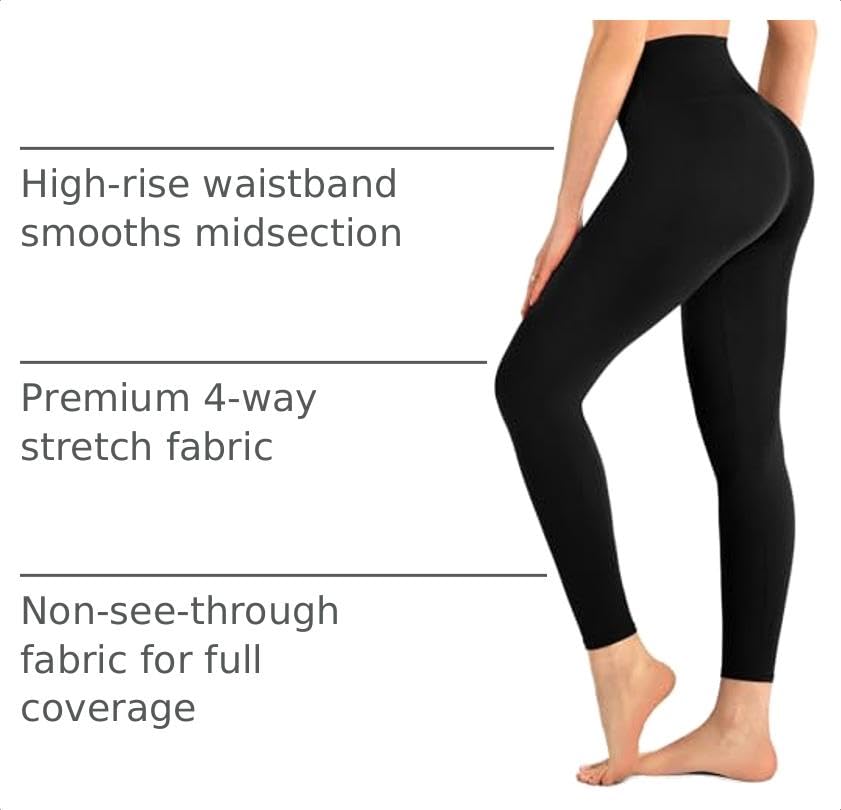 High-rise waistband
smooths midsection
Premium 4-way
stretch fabric
Non-see-through
fabric for full
coverage